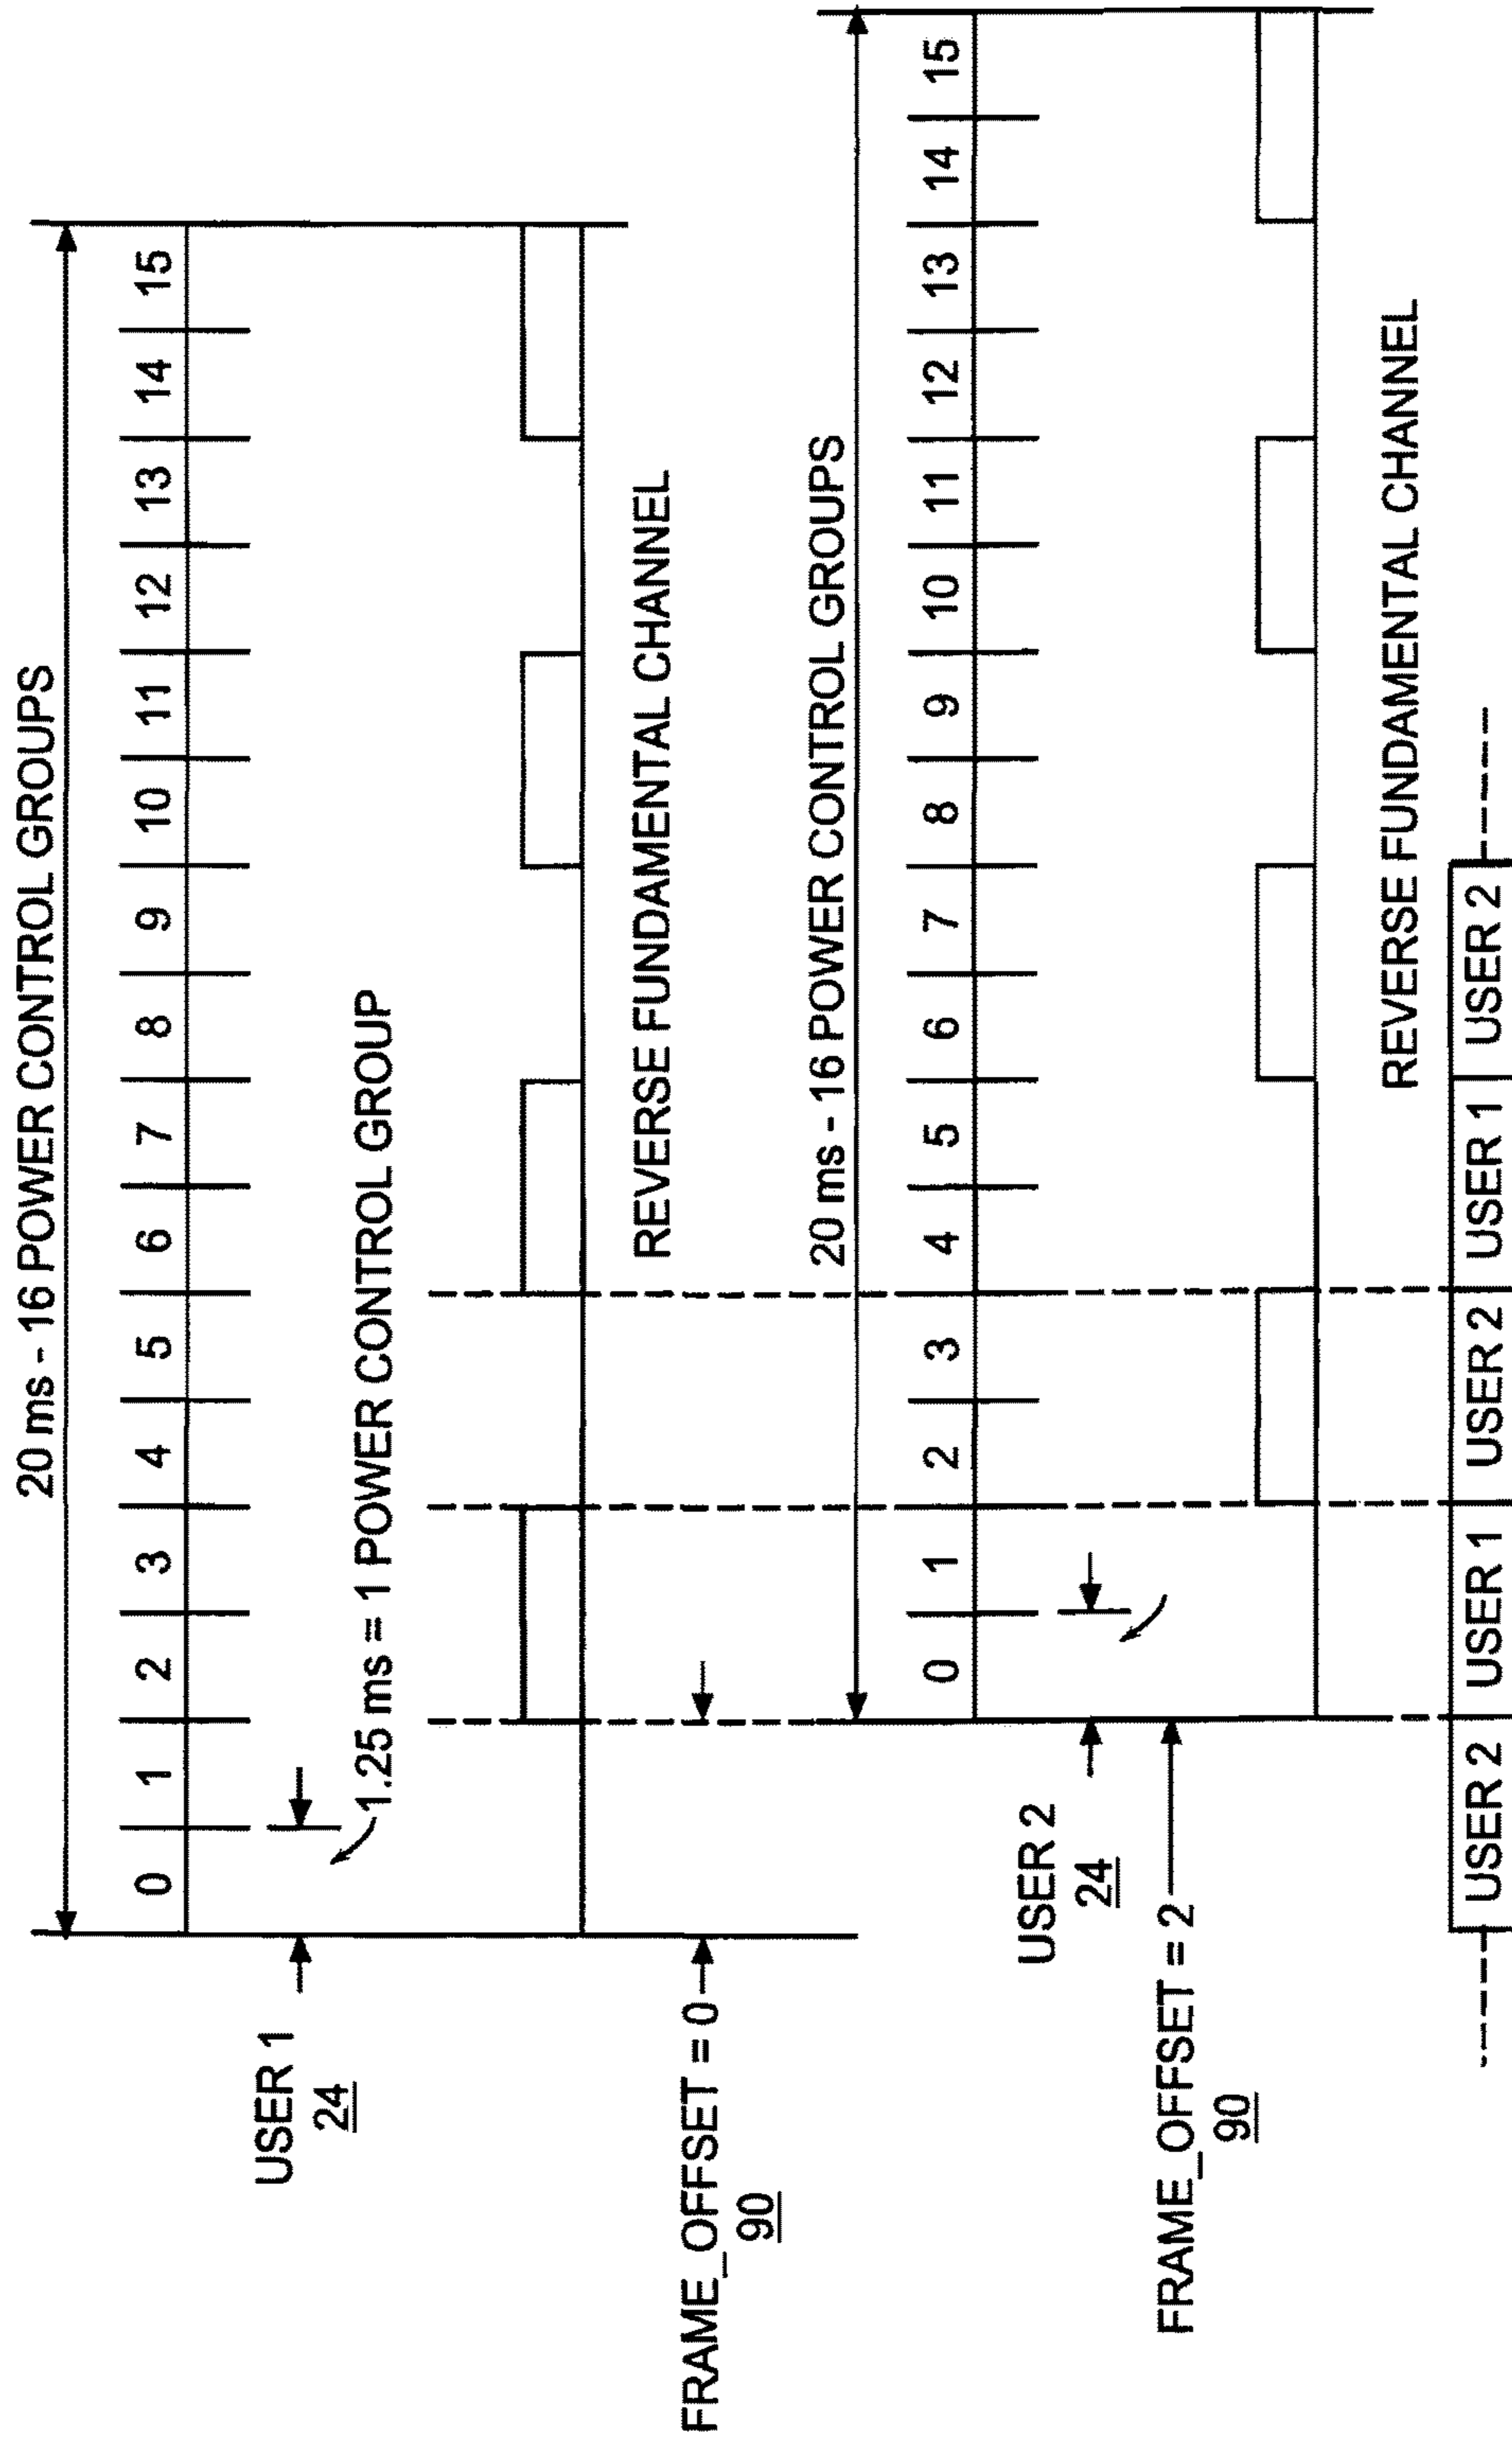 20 ms - 16 POWER CONTROL GROUPS
0 1 2 3 4 5 6 7 8 9 10 11 12 13 14 15
USER 1
24
1.25 ms = 1 POWER CONTROL GROUP
REVERSE FUNDAMENTAL CHANNEL
FRAME_OFFSET = 0
90
20 ms - 16 POWER CONTROL GROUPS
0 1 2 3 4 5 6 7 8 9 10 11 12 13 14 15
USER 2
24
FRAME_OFFSET = 2
90
REVERSE FUNDAMENTAL CHANNEL
USER 2 USER 1 USER 2 USER 1 USER 2